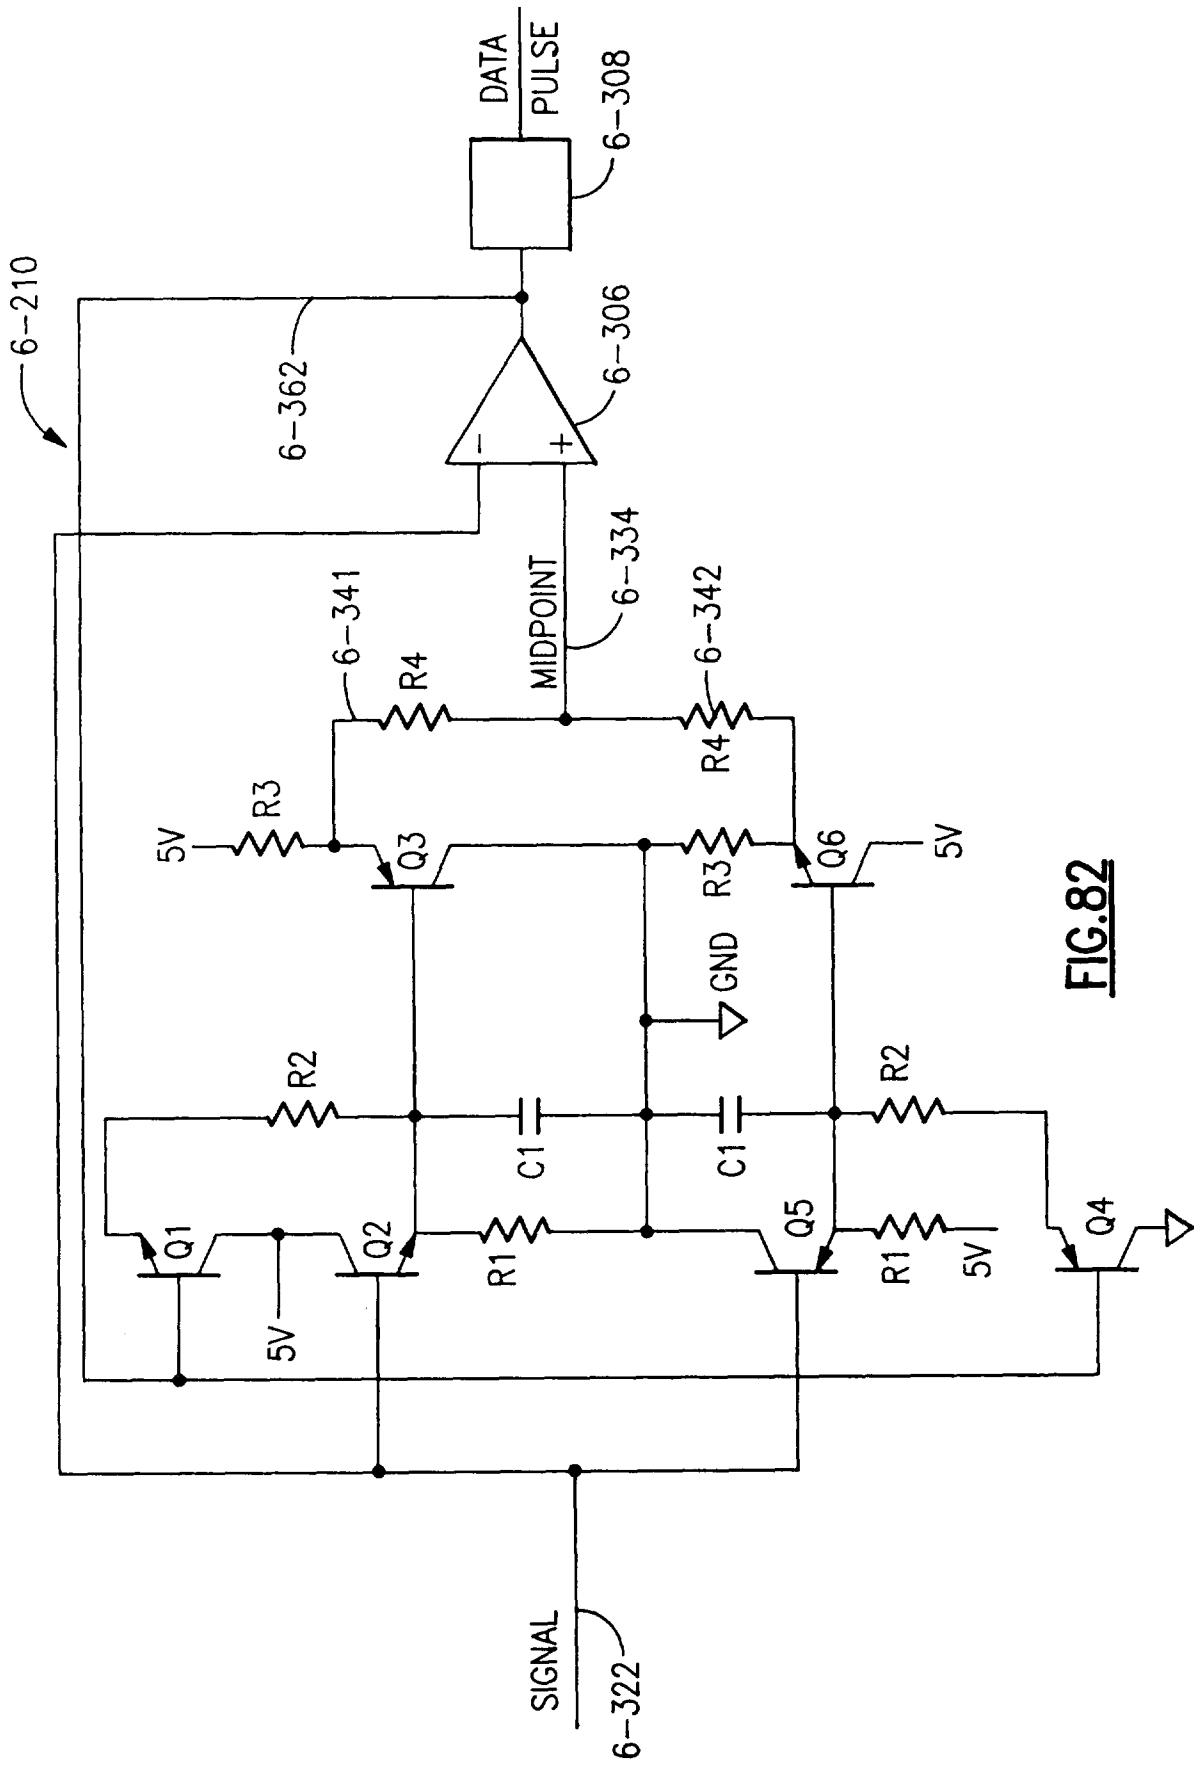 6-210
DATA
PULSE
6-308
6-362
6-306
-
+
6-341
MIDPOINT
6-334
R4
6-342
R4
5V
R3
Q3
R3
Q6
5V
GND
R2
C1
C1
R2
Q1
5V
Q2
R1
Q5
R1
5V
Q4
SIGNAL
6-322
FIG.82